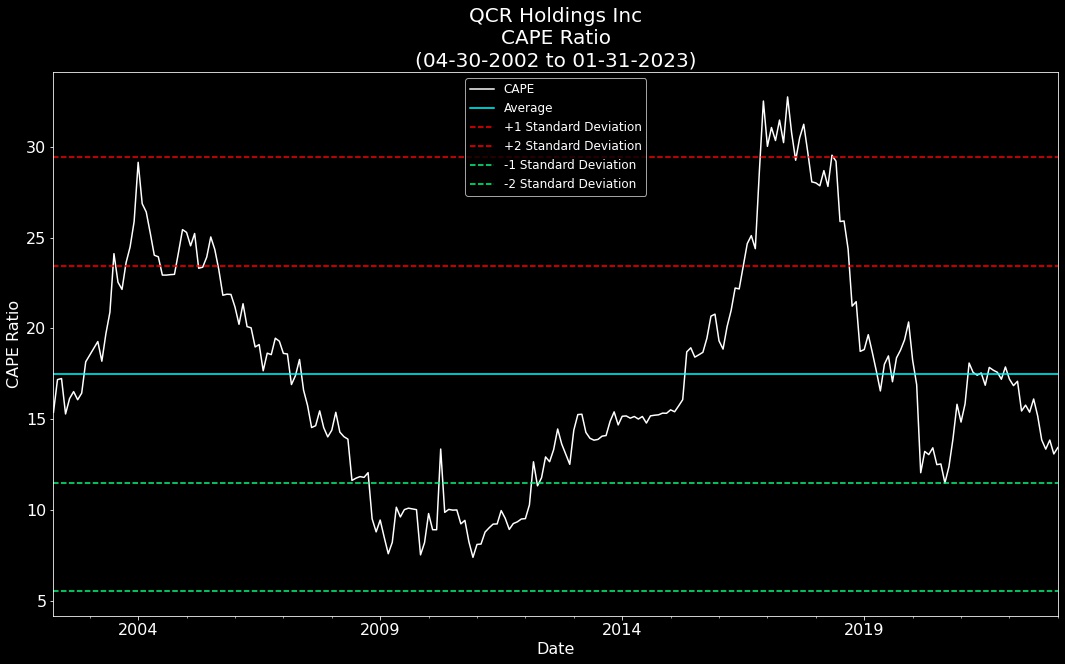 QCR Holdings Inc
CAPE Ratio
(04-30-2002 to 01-31-2023)
CAPE
Average
+1 Standard Deviation
+2 Standard Deviation
-1 Standard Deviation
-2 Standard Deviation
CAPE Ratio
30
25
20
15
10
5
2004
2009
2014
2019
Date